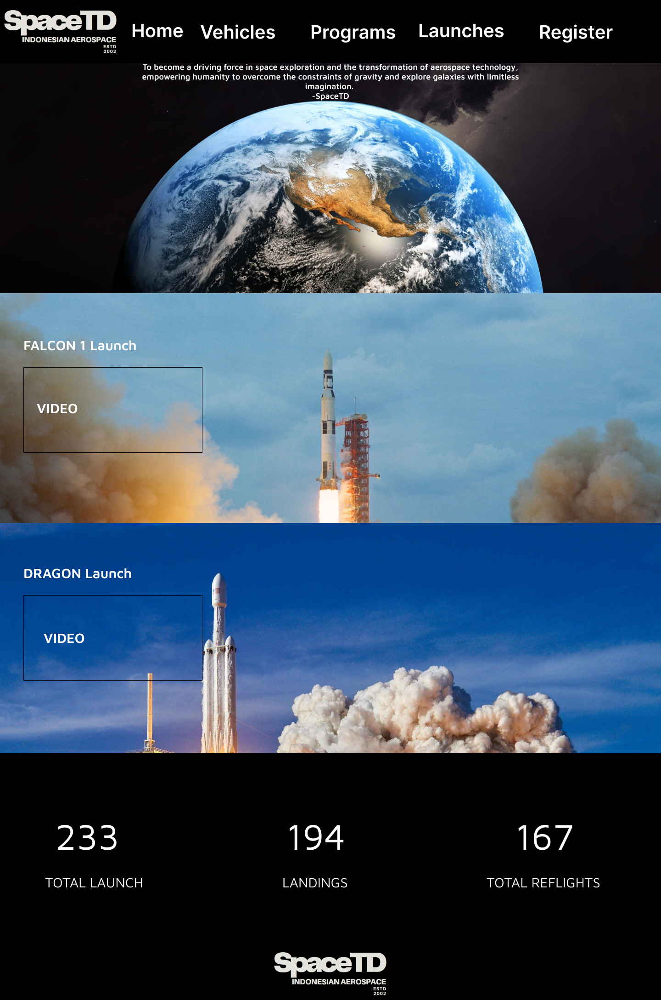 SpaceTD
INDONESIAN AEROSPACE
ESTD
2002
Home
Vehicles
Programs
Launches
Register
To become a driving force in space exploration and the transformation of aerospace technology,
empowering humanity to overcome the constraints of gravity and explore galaxies with limitless
imagination.
-SpaceTD
FALCON 1 Launch
VIDEO
USA
DRAGON Launch
VIDEO
233
194
167
TOTAL LAUNCH
LANDINGS
TOTAL REFLIGHTS
SpaceTD
INDONESIAN AEROSPACE
ESTD
2002